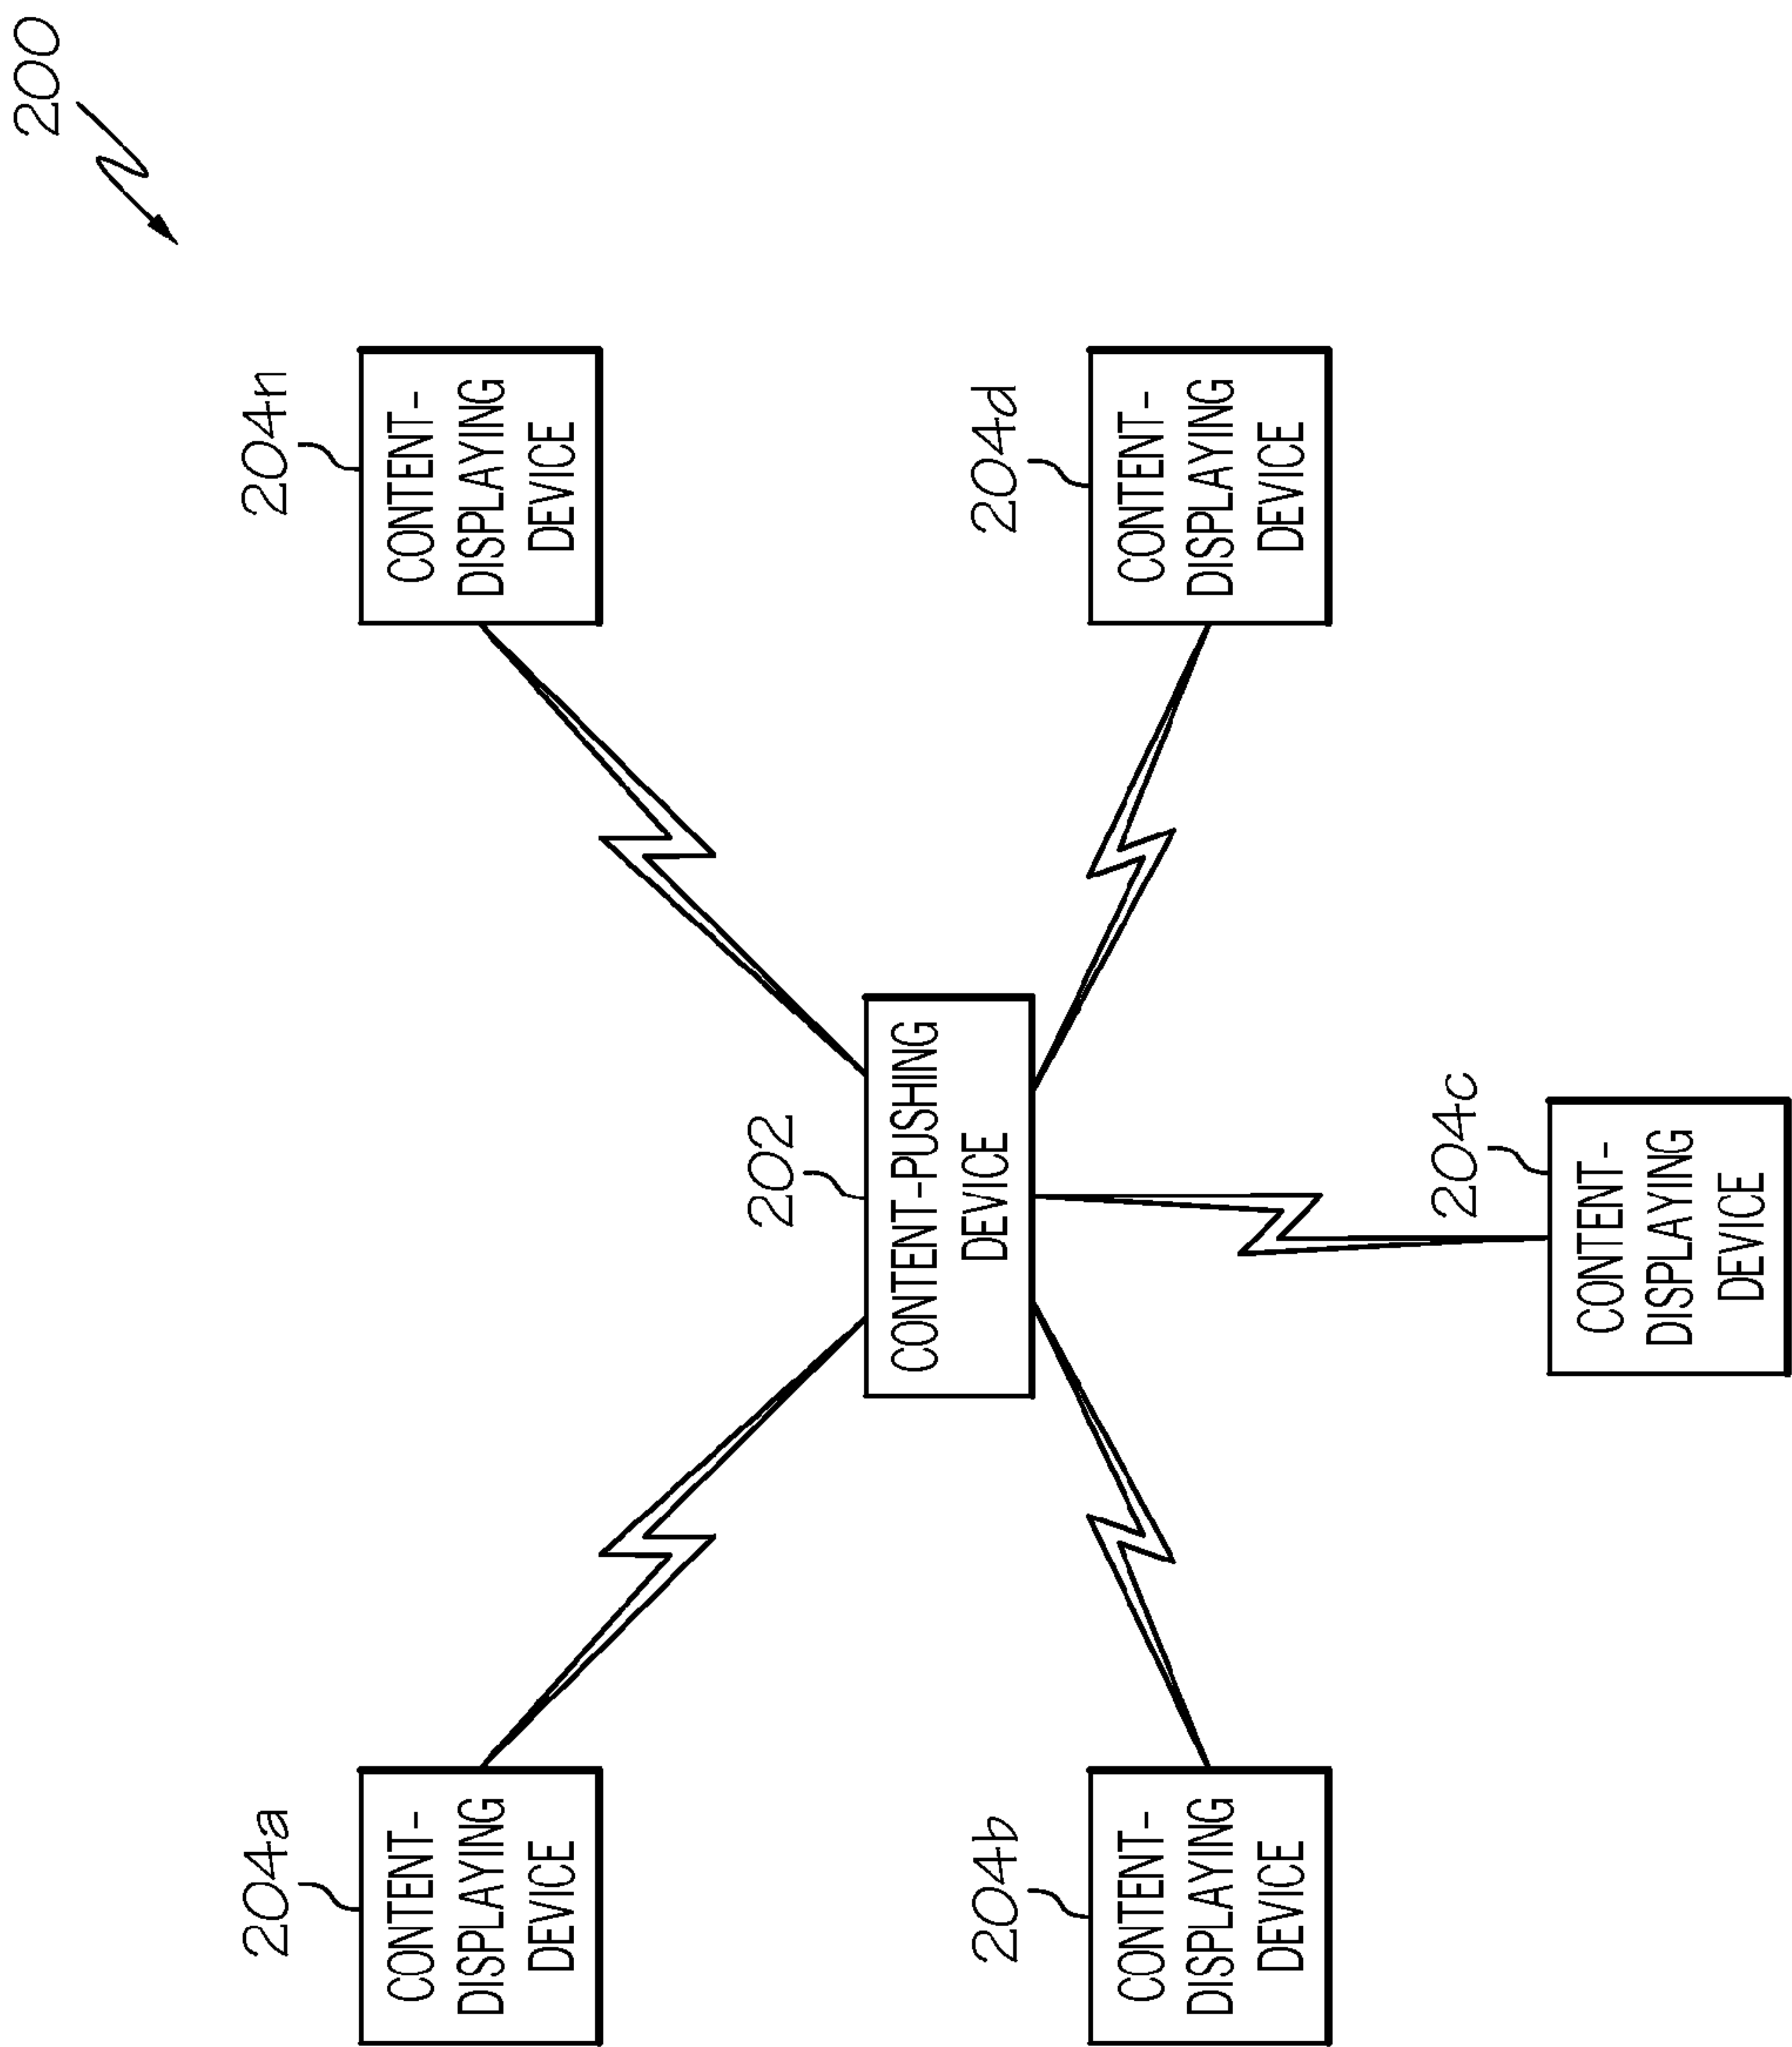 200
204a
CONTENT-
DISPLAYING
DEVICE
204n
CONTENT-
DISPLAYING
DEVICE
202
CONTENT-PUSHING
DEVICE
204b
CONTENT-
DISPLAYING
DEVICE
204d
CONTENT-
DISPLAYING
DEVICE
204c
CONTENT-
DISPLAYING
DEVICE